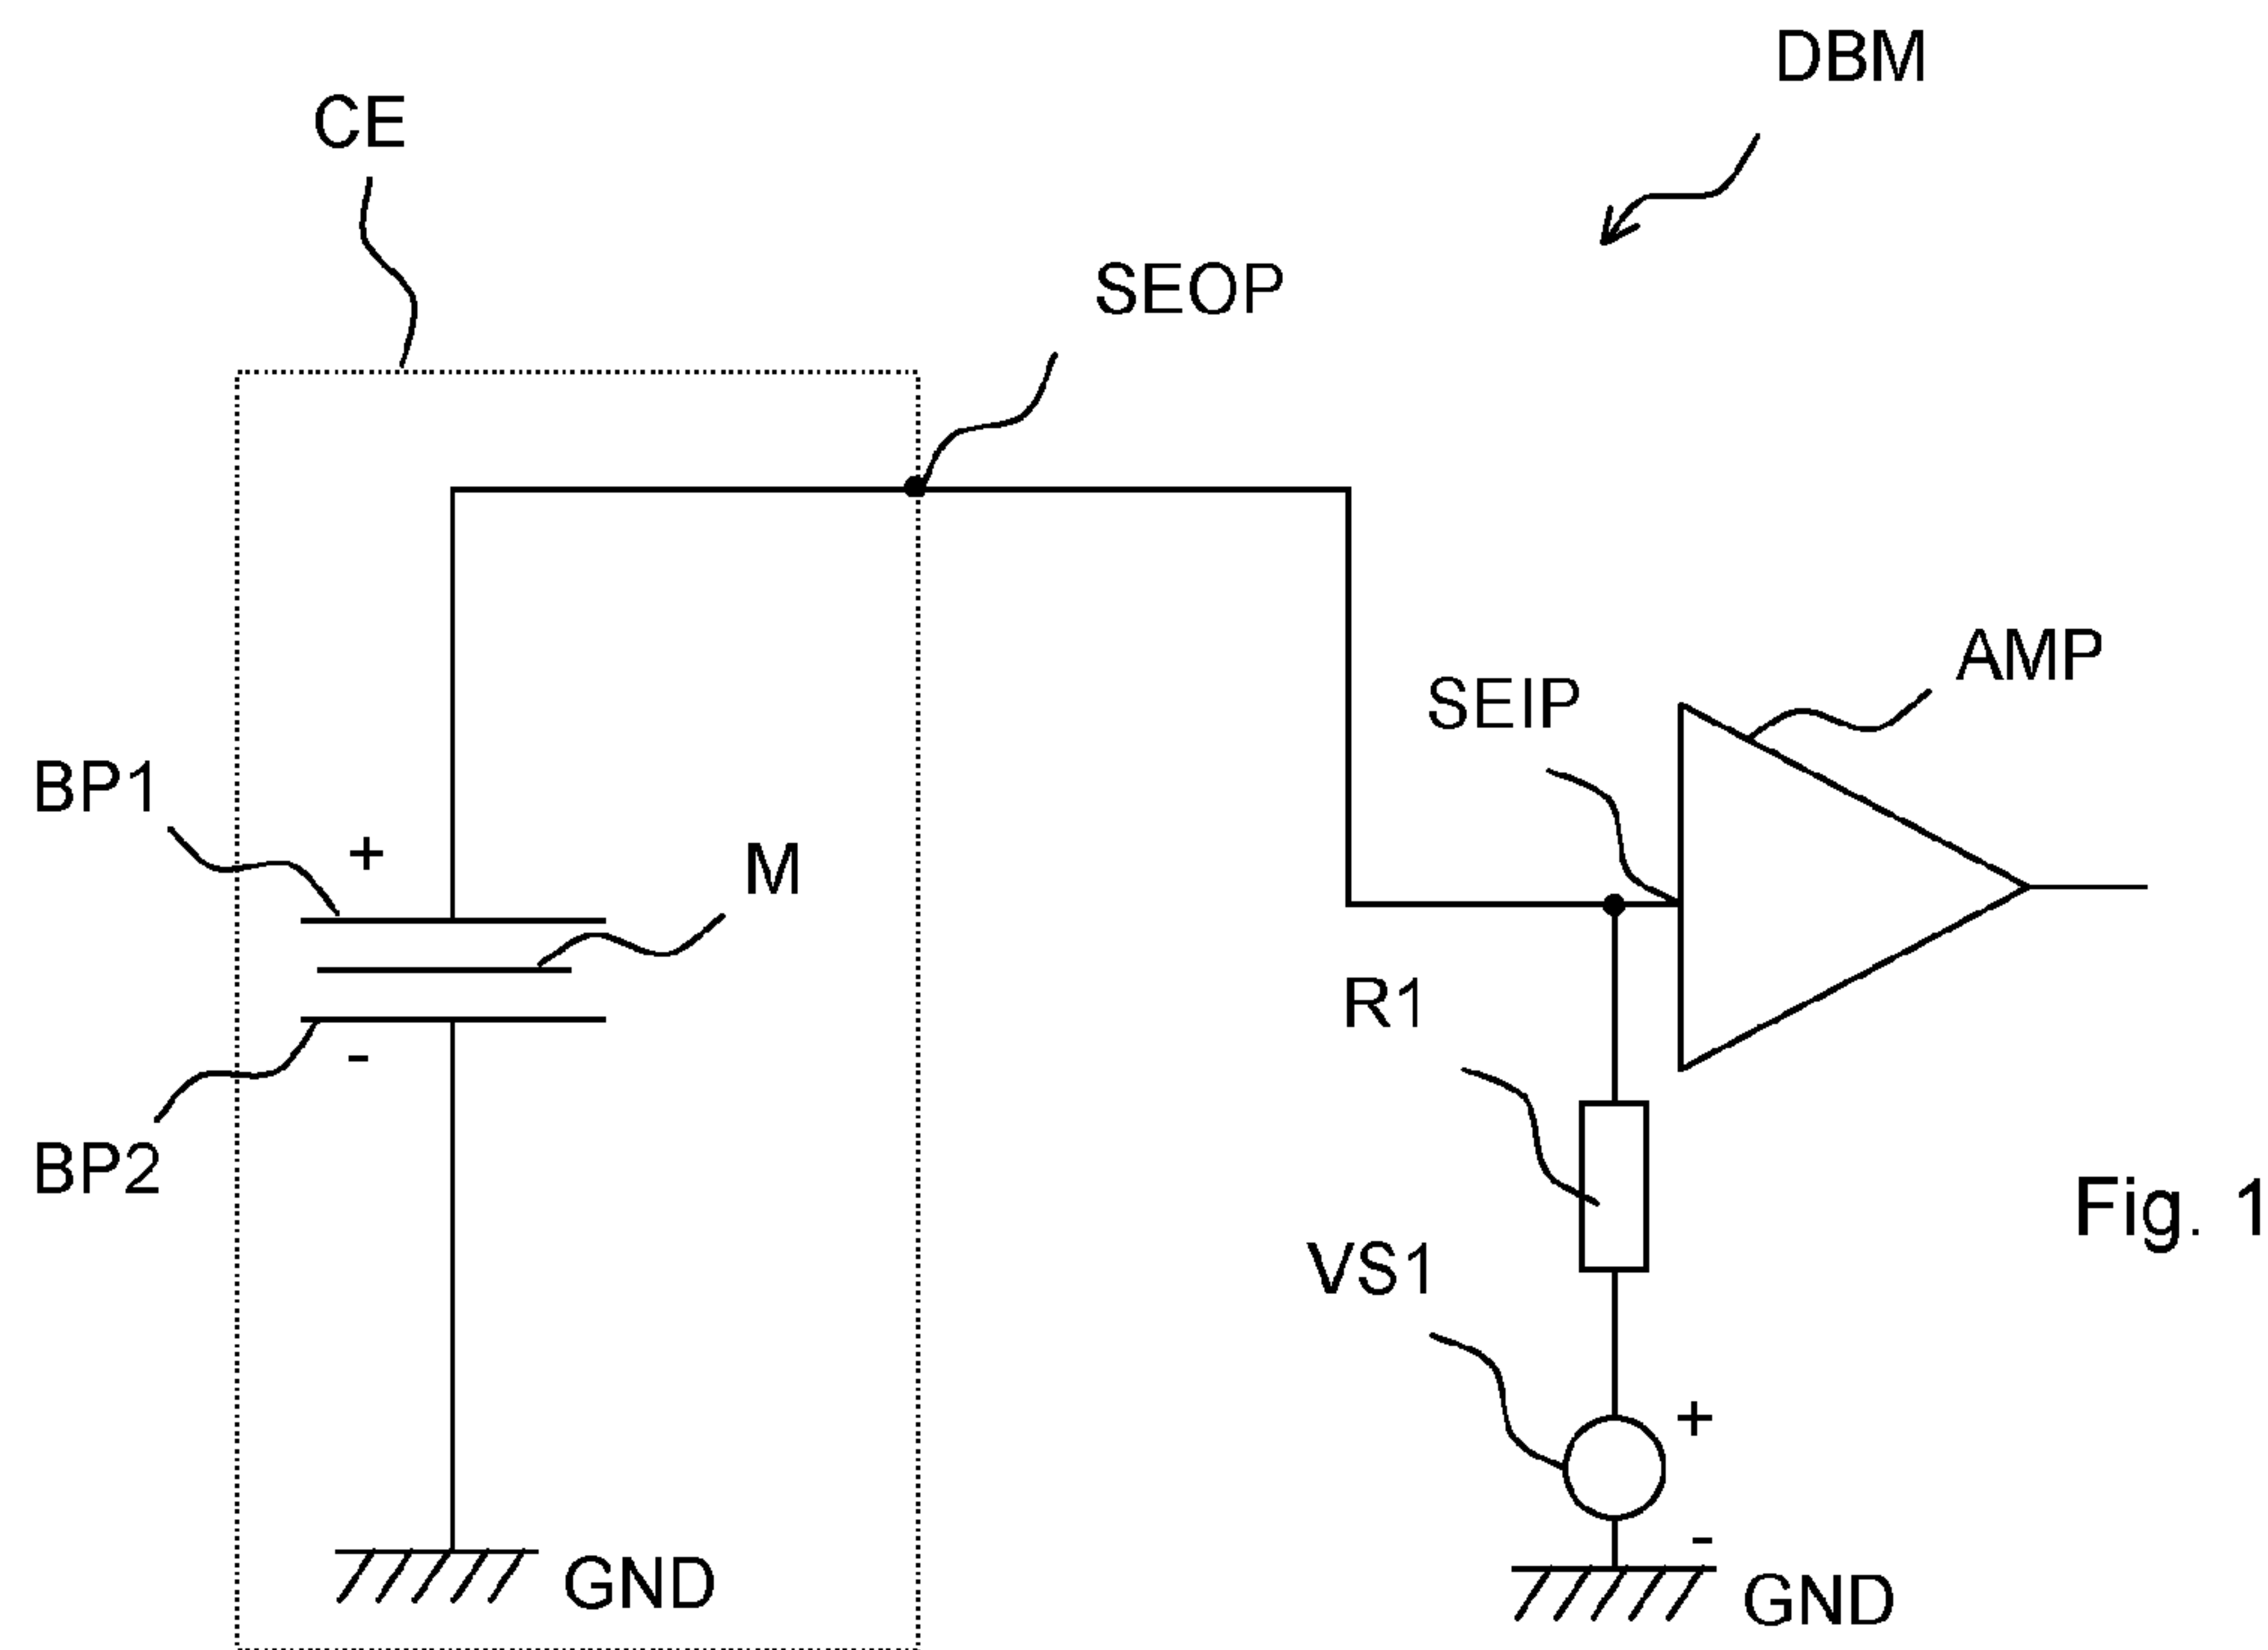 DBM
CE
SEOP
AMP
SEIP
BP1
+
M
R1
-
BP2
Fig. 1
VS1
+
-
GND
GND